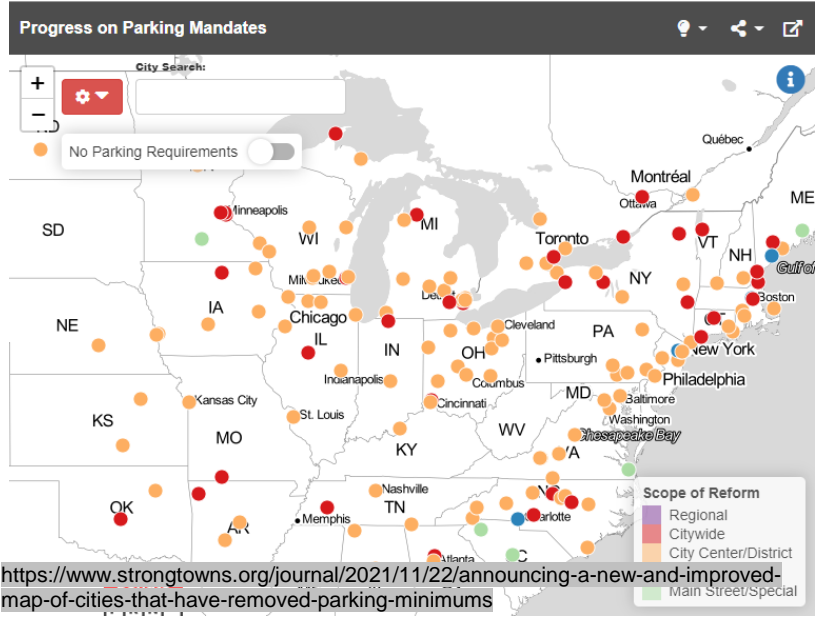 Progress on Parking Mandates
City Search:
+
−
No Parking Requirements
Québec
Montréal
Ottawa
ME
SD
Minneapolis
WI
MI
Toronto
VT
NH
Gulf of
NY
Milwaukee
Detroit
Boston
IA
NE
Chicago
Cleveland
PA
New York
IL
IN
OH
Pittsburgh
Philadelphia
Indianapolis
Columbus
MD
Baltimore
Kansas City
St. Louis
Cincinnati
Washington
KS
MO
WV
Chesapeake Bay
KY
VA
Nashville
NC
OK
TN
Memphis
Charlotte
AR
Atlanta
Scope of Reform
Regional
Citywide
City Center/District
Main Street/Special
https://www.strongtowns.org/journal/2021/11/22/announcing-a-new-and-improved-
map-of-cities-that-have-removed-parking-minimums